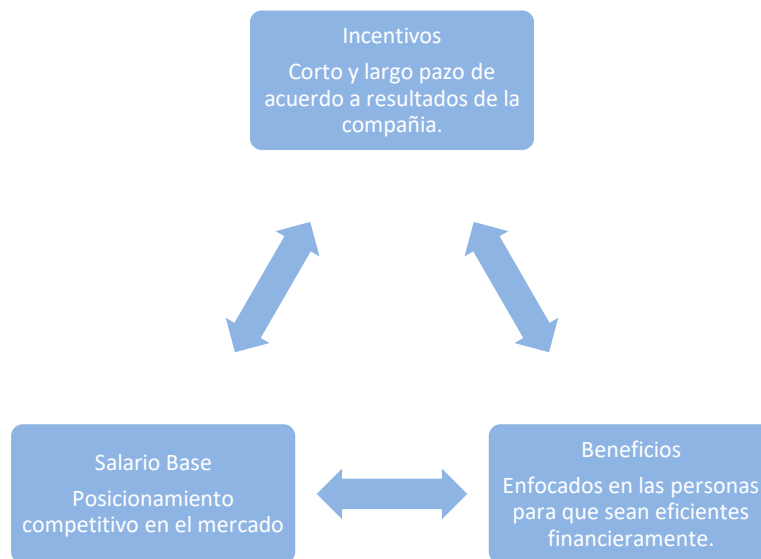 Incentivos
Corto y largo pazo de
acuerdo a resultados de la
compañia.
Salario Base
Posicionamiento
competitivo en el mercado
Beneficios
Enfocados en las personas
para que sean eficientes
financieramente.